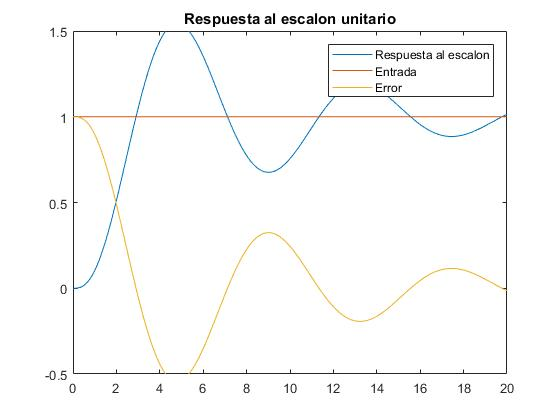 Respuesta al escalon unitario
1.5
1
0.5
0
-0.5
0 2 4 6 8 10 12 14 16 18 20
Respuesta al escalon
Entrada
Error